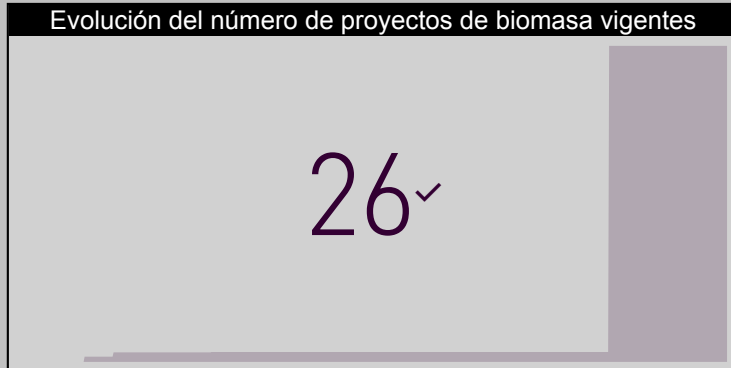 Evolución del número de proyectos de biomasa vigentes
26